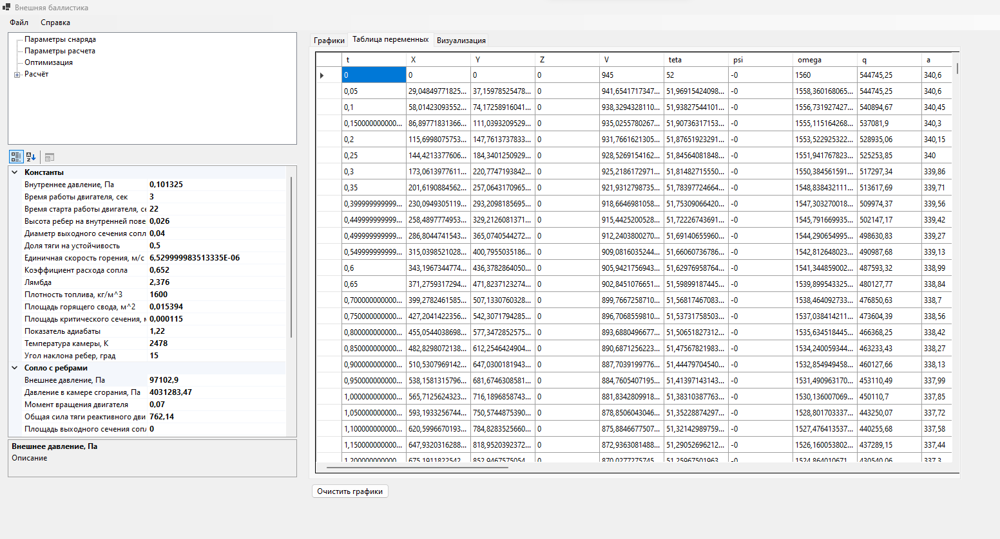 Внешняя баллистика
Файл Справка
Параметры снаряда
Параметры расчета
Оптимизация
Расчёт
Константы
Внутреннее давление, Па 0,101325
Время работы двигателя, сек 3
Время старта работы двигателя, се 22
Высота ребер на внутренней пове 0,026
Диаметр выходного сечения сопл 0,04
Доля тяги на устойчивость 0,5
Единичная скорость горения, м/с 6,529999983513335E-06
Коэффициент расхода сопла 0,652
Лямбда 2,376
Плотность топлива, кг/м^3 1600
Площадь горящего свода, м^2 0,015394
Площадь критического сечения, м 0,000115
Показатель адиабаты 1,22
Температура камеры, К 2478
Угол наклона ребер, град 15
Сопло с ребрами
Внешнее давление, Па 97102,9
Давление в камере сгорания, Па 4031283,47
Момент вращения двигателя 0,07
Общая сила тяги реактивного дви 762,14
Площадь выходного сечения сопл 0
Внешнее давление, Па
Описание
Графики Таблица переменных Визуализация
t X Y Z V teta psi omega q a
0 0 0 0 945 52 -0 1560 544745,25 340,6
0,05 29,04849771825... 37,15978525478... 0 941,6541717347... 51,96915424098... -0 1558,360168065... 544745,25 340,6
0,1 58,01423093552... 74,17258916041... 0 938,3294328110... 51,93827544101... -0 1556,731927427... 540894,67 340,45
0,150000000000... 86,89771831366... 111,0393209529... 0 935,0255780267... 51,90736317153... -0 1555,115164268... 537081,9 340,3
0,2 115,6998075753... 147,7613737833... 0 931,7661621305... 51,87651923291... -0 1553,522925322... 528935,06 340,15
0,25 144,4213377606... 184,3401250929... 0 928,5269154162... 51,84564081848... -0 1551,941767823... 525253,85 340
0,3 173,0613977611... 220,7747193842... 0 925,2186172971... 51,81482715550... -0 1550,384561591... 517297,34 339,86
0,35 201,6190884562... 257,0643170965... 0 921,9312798735... 51,78397724664... -0 1548,838432111... 513617,69 339,71
0,399999999999... 230,0949305119... 293,2098185695... 0 918,6646981058... 51,75309066420... -0 1547,303270018... 509974,37 339,56
0,449999999999... 258,4897774953... 329,2126081371... 0 915,4425200528... 51,72226743691... -0 1545,791669935... 502147,17 339,42
0,499999999999... 286,8044741543... 365,0740544272... 0 912,2403800270... 51,69140655960... -0 1544,290654995... 498630,83 339,27
0,549999999999... 315,0398521028... 400,7955035186... 0 909,0816035244... 51,66060736786... -0 1542,812648023... 490987,68 339,13
0,6 343,1967344774... 436,3782864050... 0 905,9421756943... 51,62976958764... -0 1541,344859002... 487593,32 338,99
0,65 371,2759317294... 471,8237123274... 0 902,8451076651... 51,59899187445... -0 1539,899543325... 480127,77 338,84
0,700000000000... 399,2782461585... 507,1330760328... 0 899,7667258710... 51,56817467083... -0 1538,464092733... 476850,63 338,7
0,750000000000... 427,2041422356... 542,3071794285... 0 896,7068559810... 51,53731758503... -0 1537,038414211... 473604,39 338,56
0,800000000000... 455,0544038698... 577,3472852575... 0 893,6880496677... 51,50651827312... -0 1535,634518445... 466368,25 338,42
0,850000000000... 482,8298072138... 612,2546424904... 0 890,6871256223... 51,47567821983... -0 1534,240059344... 463233,43 338,27
0,900000000000... 510,5307969142... 647,0300181943... 0 887,7039199776... 51,44479704540... -0 1532,854949458... 460127,66 338,13
0,950000000000... 538,1581315796... 681,6746308581... 0 884,7605407195... 51,41397143143... -0 1531,490963170... 453110,49 337,99
1,000000000000... 565,7125624323... 716,1896858743... 0 881,8342809918... 51,38310387763... -0 1530,136007069... 450110,7 337,85
1,050000000000... 593,1933256744... 750,5744875390... 0 878,8506043046... 51,35228874297... -0 1528,801703337... 443250,07 337,72
1,100000000000... 620,5996670193... 784,8283525660... 0 875,8846677507... 51,32142989759... -0 1527,476413537... 440255,68 337,58
1,150000000000... 647,9320316288... 818,9520392372... 0 872,9363081488... 51,29052696212... -0 1526,160053802... 437289,15 337,44
1,200000000000... 675,1911822542... 852,9467575054... 0 870,0277275745... 51,25967501963... -0 1524,864010671... 430540,06 337,3
Очистить графики